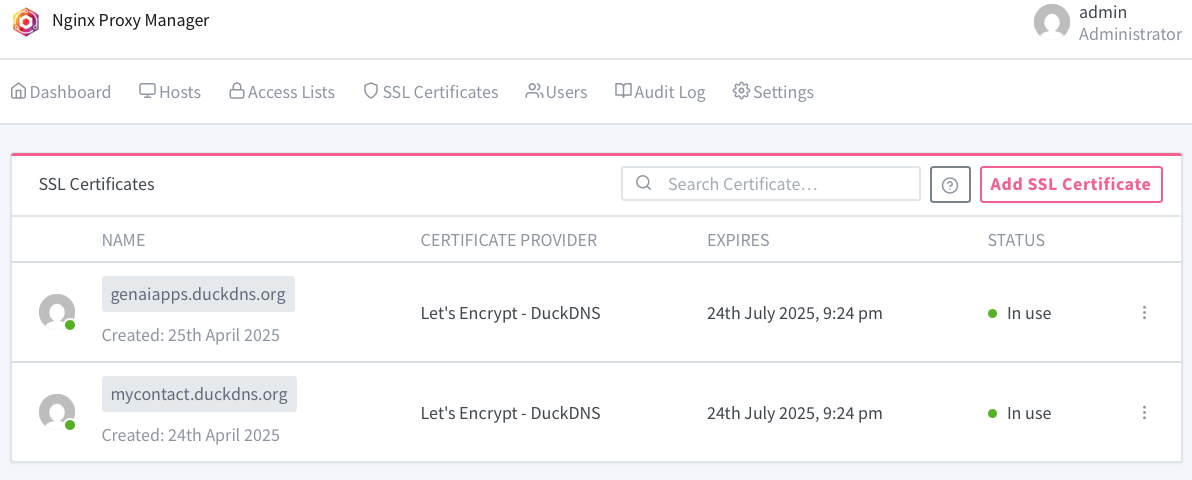 Nginx Proxy Manager
admin
Administrator
Dashboard Hosts Access Lists SSL Certificates Users Audit Log Settings
SSL Certificates Search Certificate… Add SSL Certificate
NAME CERTIFICATE PROVIDER EXPIRES STATUS
genaiapps.duckdns.org
Created: 25th April 2025
Let's Encrypt - DuckDNS 24th July 2025, 9:24 pm In use
mycontact.duckdns.org
Created: 24th April 2025
Let's Encrypt - DuckDNS 24th July 2025, 9:24 pm In use